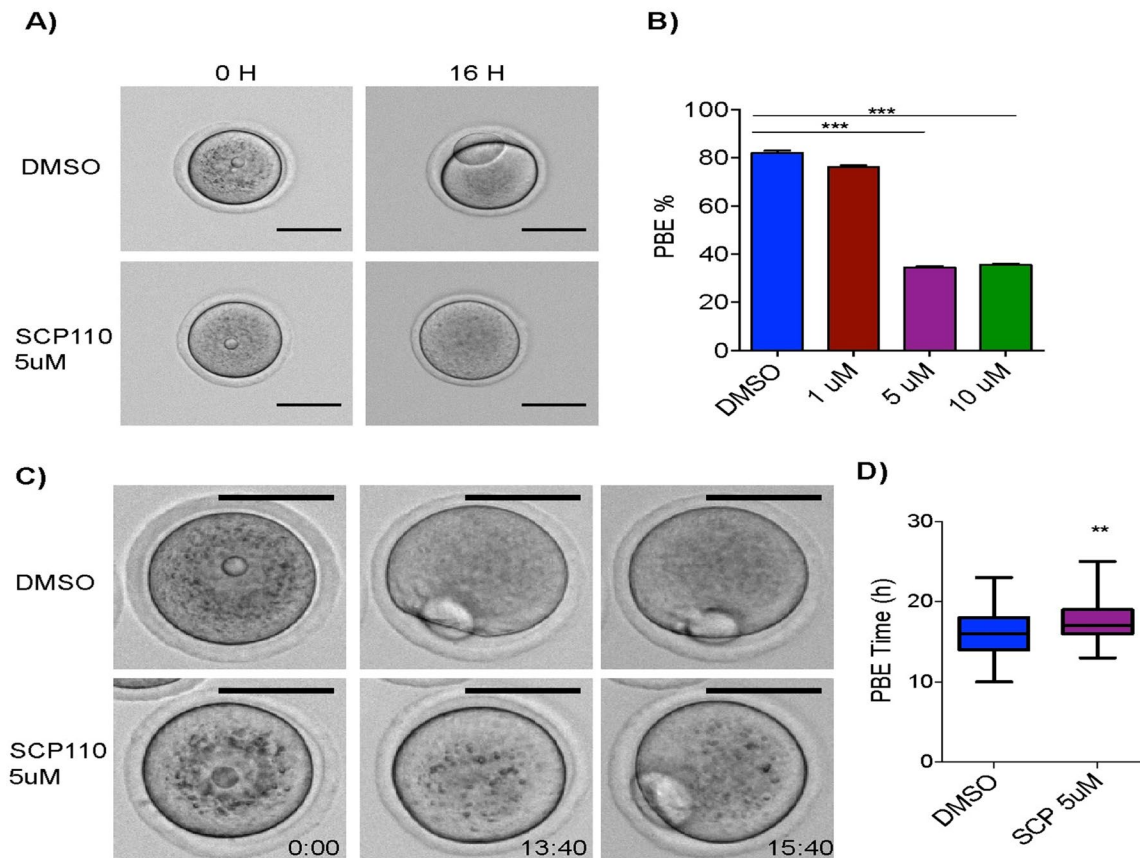 A)
0 H
16 H
DMSO
SCP110
5uM
B)
***
***
100
80
60
40
20
0
PBE %
DMSO
1 uM
5 uM
10 uM
C)
DMSO
SCP110
5uM
0:00
13:40
15:40
D)
**
30
20
10
0
PBE Time (h)
DMSO
SCP 5uM